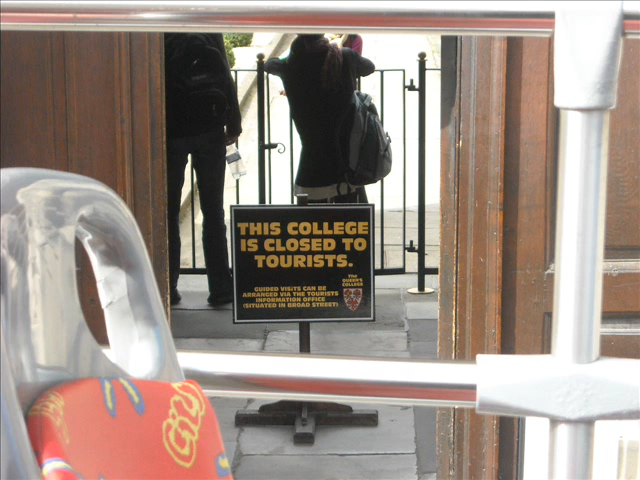 THIS COLLEGE
IS CLOSED TO
TOURISTS.
GUIDED VISITS CAN BE
ARRANGED VIA THE TOURISTS
INFORMATION OFFICE
(SITUATED IN BROAD STREET)
The
QUEEN'S
COLLEGE